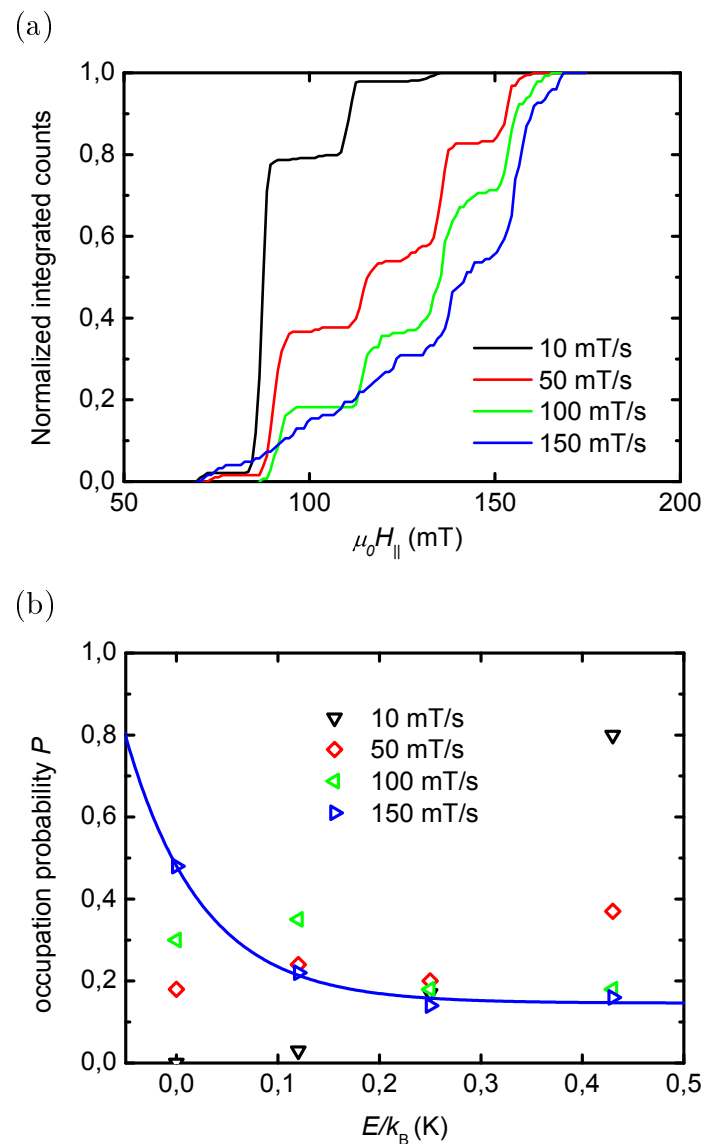 (a)
1,0
0,8
0,6
0,4
0,2
0,0
Normalized integrated counts
10 mT/s
50 mT/s
100 mT/s
150 mT/s
50
100
150
200
μ₀H∥ (mT)
(b)
1,0
0,8
0,6
0,4
0,2
0,0
occupation probability P
10 mT/s
50 mT/s
100 mT/s
150 mT/s
0,0
0,1
0,2
0,3
0,4
0,5
E/k_B (K)